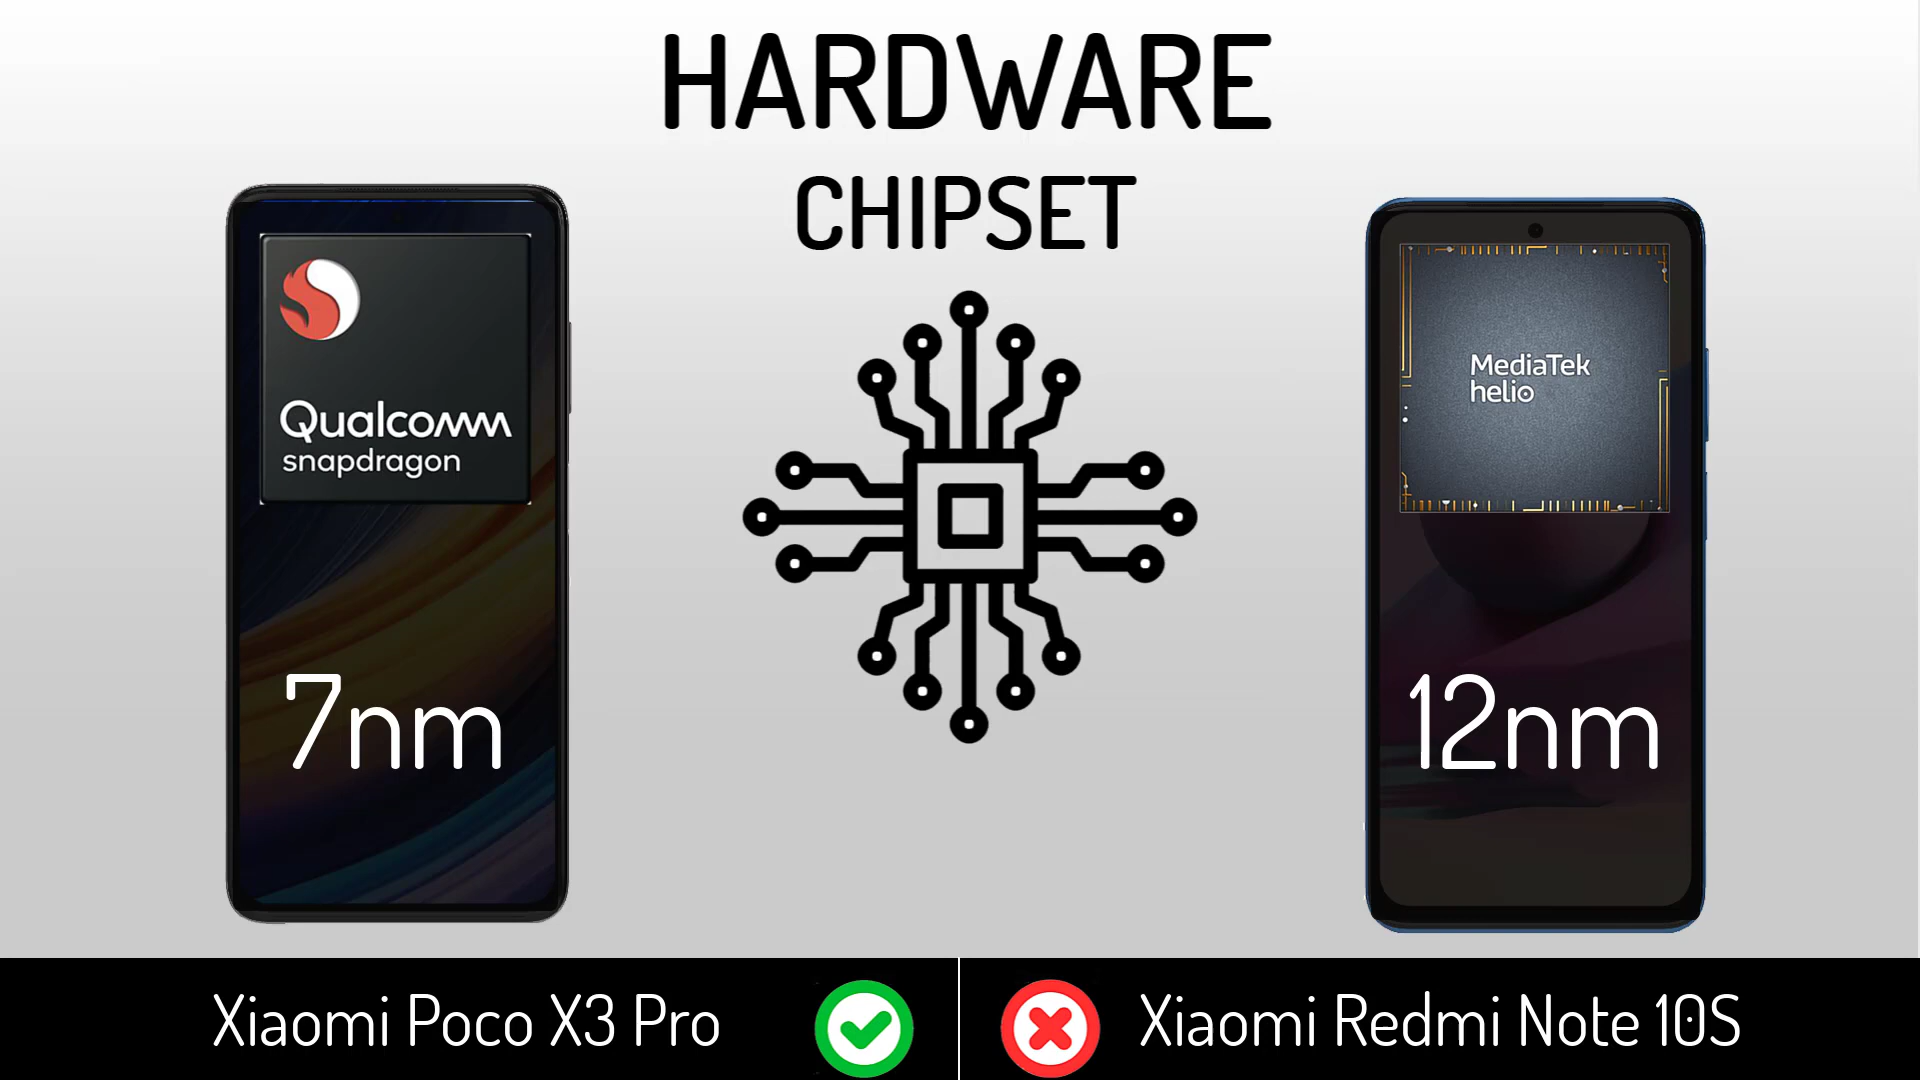 HARDWARE
CHIPSET
Qualcomm
snapdragon
7nm
MediaTek
helio
12nm
Xiaomi Poco X3 Pro
Xiaomi Redmi Note 10S